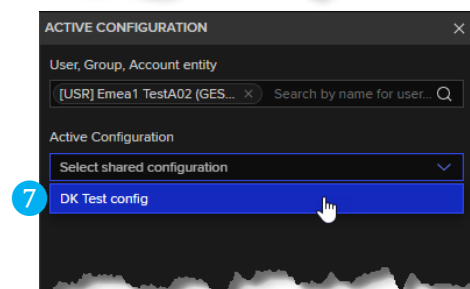 ACTIVE CONFIGURATION ×
User, Group, Account entity
[USR] Emea1 TestA02 (GES... × Search by name for user...
Active Configuration
Select shared configuration
7 DK Test config